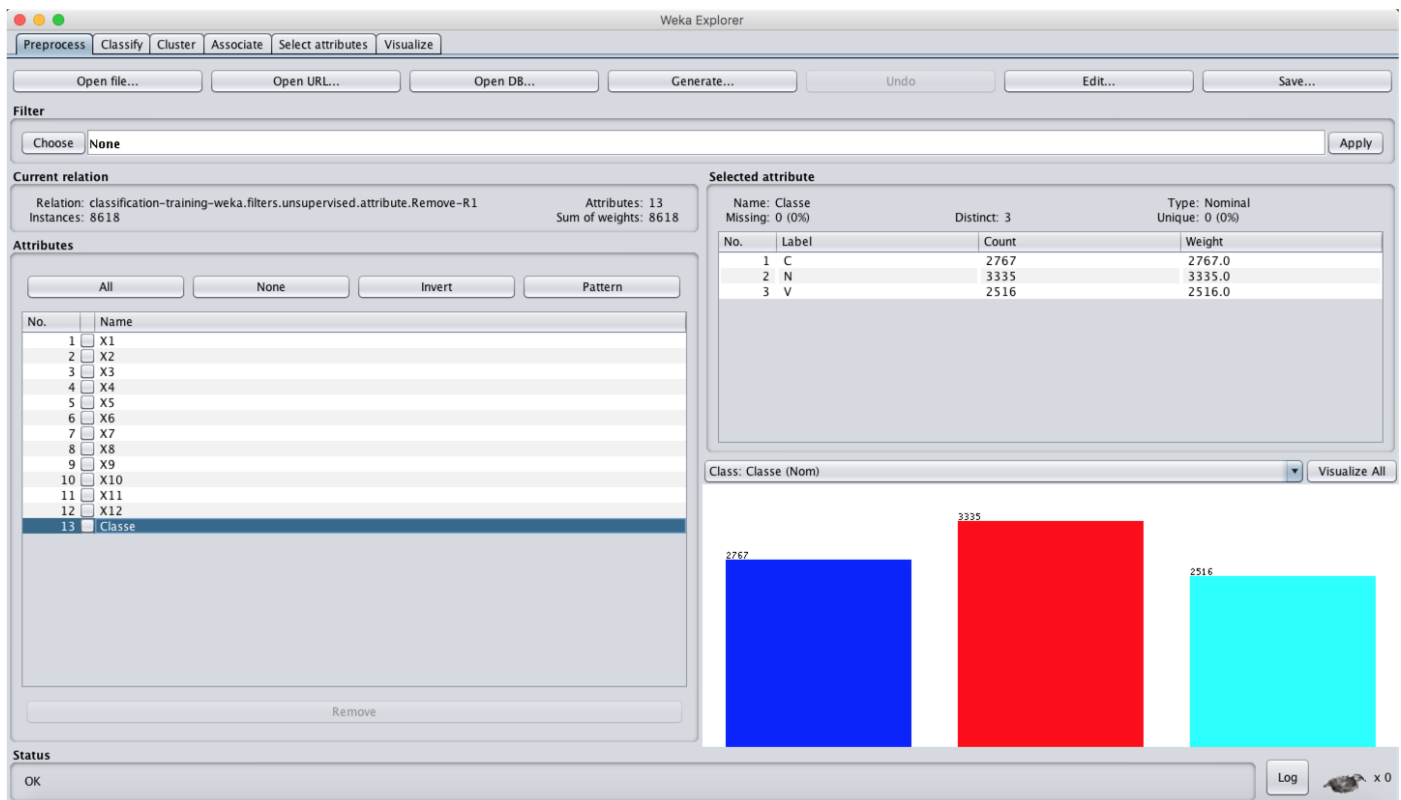 Weka Explorer
Preprocess Classify Cluster Associate Select attributes Visualize
Open file... Open URL... Open DB... Generate... Undo Edit... Save...
Filter
Choose None Apply
Current relation
Relation: classification-training-weka.filters.unsupervised.attribute.Remove-R1 Attributes: 13
Instances: 8618 Sum of weights: 8618
Attributes
All None Invert Pattern
No. Name
1 X1
2 X2
3 X3
4 X4
5 X5
6 X6
7 X7
8 X8
9 X9
10 X10
11 X11
12 X12
13 Classe
Remove
Selected attribute
Name: Classe Type: Nominal
Missing: 0 (0%) Distinct: 3 Unique: 0 (0%)
No. Label Count Weight
1 C 2767 2767.0
2 N 3335 3335.0
3 V 2516 2516.0
Class: Classe (Nom) Visualize All
2767 3335 2516
Status
OK Log x 0